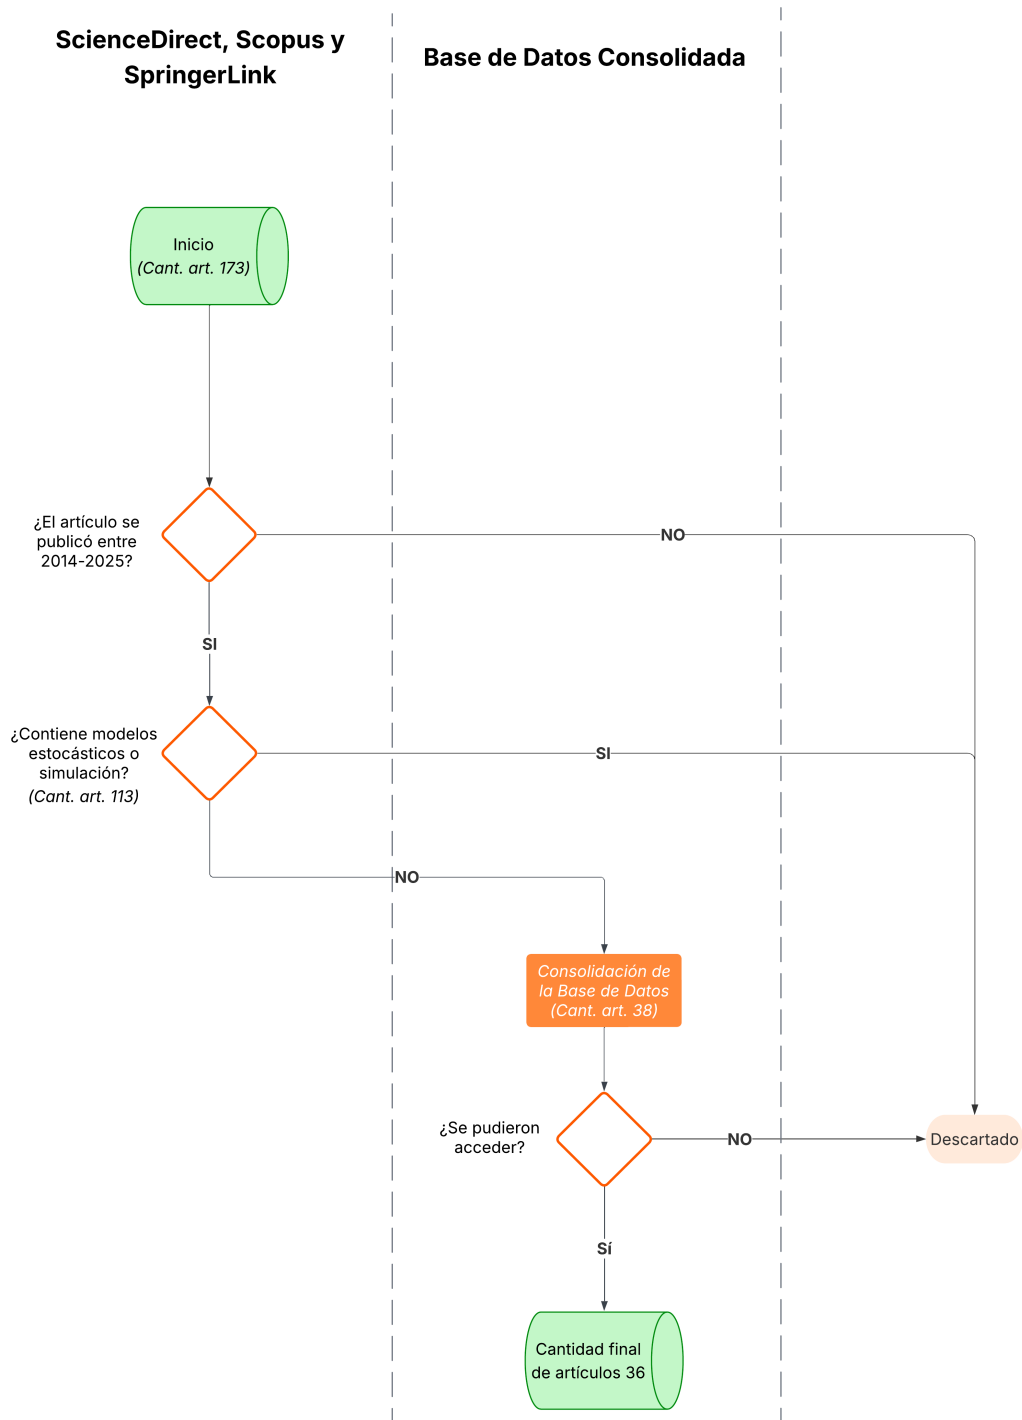 ScienceDirect, Scopus y
SpringerLink
Base de Datos Consolidada
Inicio
(Cant. art. 173)
¿El artículo se
publicó entre
2014-2025?
NO
SI
¿Contiene modelos
estocásticos o
simulación?
(Cant. art. 113)
SI
NO
Consolidación de
la Base de Datos
(Cant. art. 38)
¿Se pudieron
acceder?
NO
Descartado
Sí
Cantidad final
de artículos 36